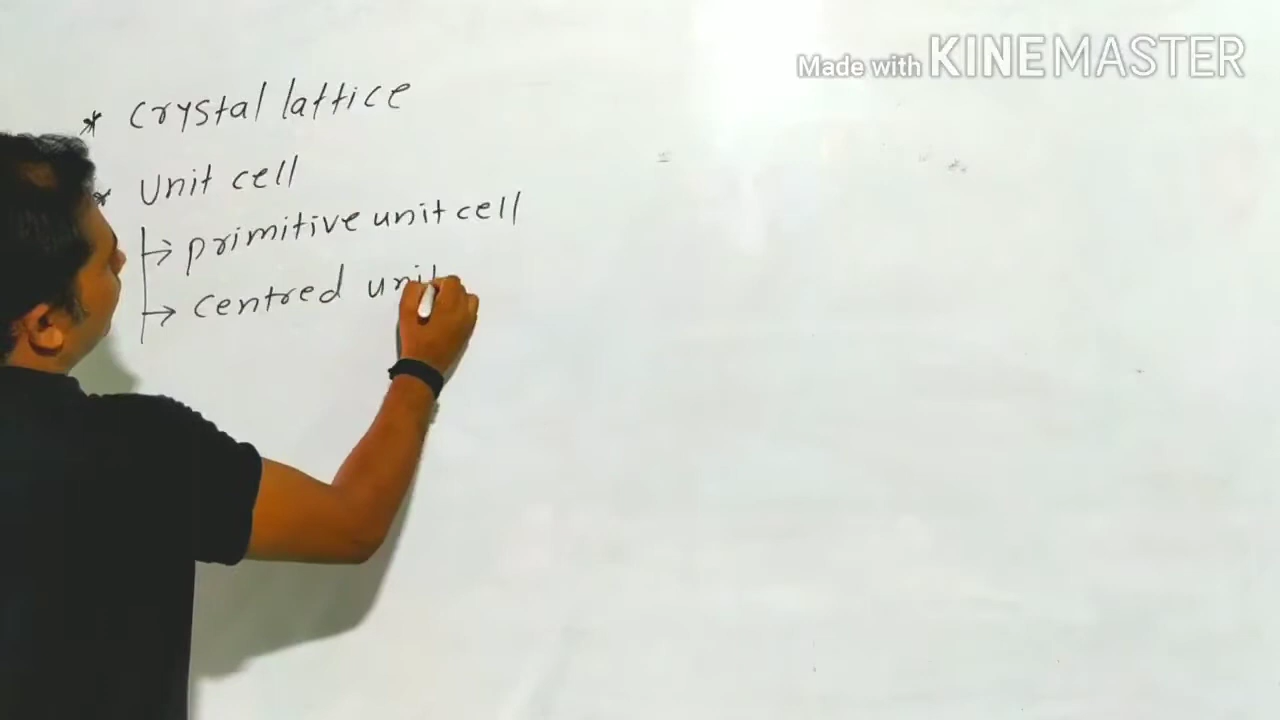 Made with KINEMASTER
* Crystal lattice
* Unit cell
→ primitive unit cell
→ centred unit